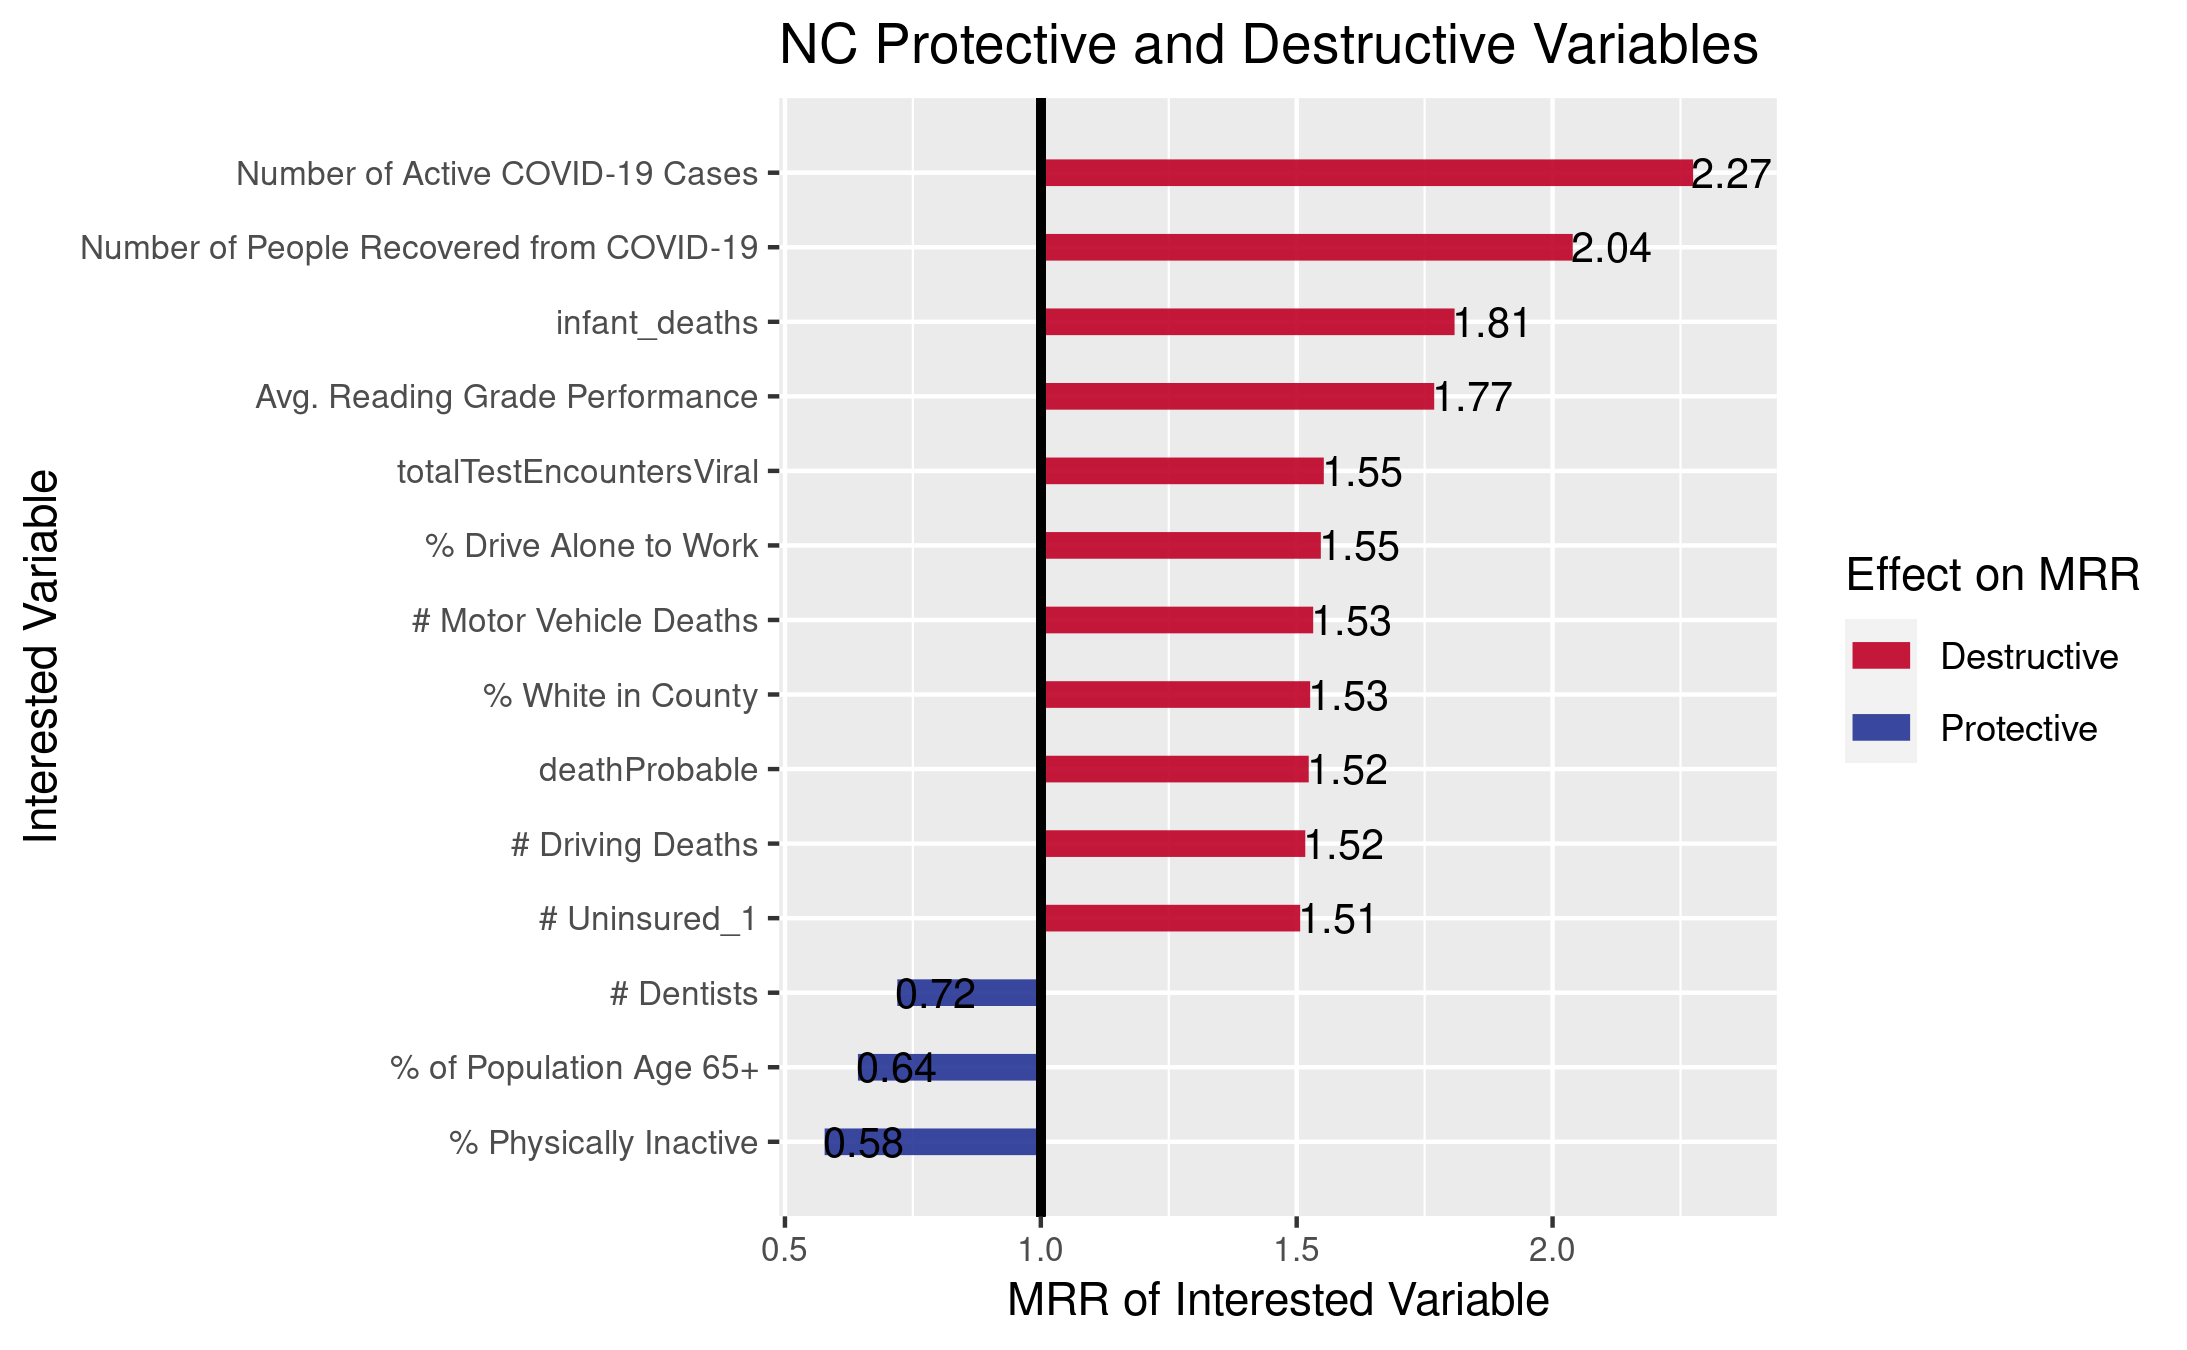 NC Protective and Destructive Variables
Number of Active COVID-19 Cases
2.27
Number of People Recovered from COVID-19
2.04
infant_deaths
1.81
Avg. Reading Grade Performance
1.77
totalTestEncountersViral
1.55
% Drive Alone to Work
1.55
# Motor Vehicle Deaths
1.53
% White in County
1.53
deathProbable
1.52
# Driving Deaths
1.52
# Uninsured_1
1.51
# Dentists
0.72
% of Population Age 65+
0.64
% Physically Inactive
0.58
Interested Variable
0.5 1.0 1.5 2.0
MRR of Interested Variable
Effect on MRR
Destructive
Protective